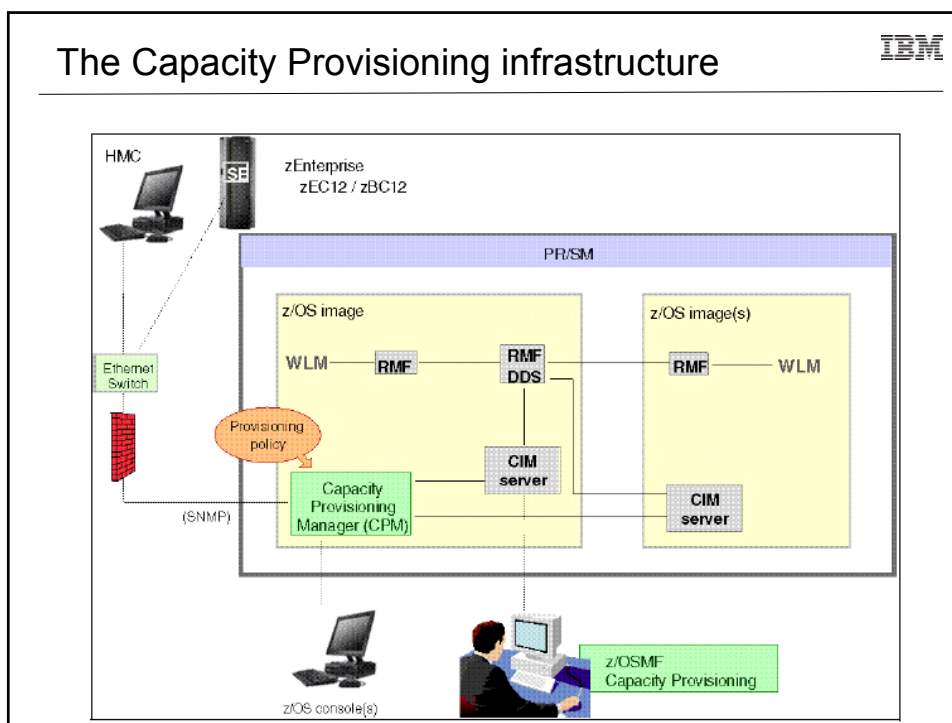 The Capacity Provisioning infrastructure
IBM
HMC
SE
zEnterprise
zEC12 / zBC12
PR/SM
z/OS image
z/OS image(s)
WLM
RMF
RMF
DDS
RMF
WLM
Ethernet
Switch
Provisioning
policy
CIM
server
Capacity
Provisioning
Manager (CPM)
CIM
server
(SNMP)
z/OSMF
Capacity Provisioning
z/OS console(s)